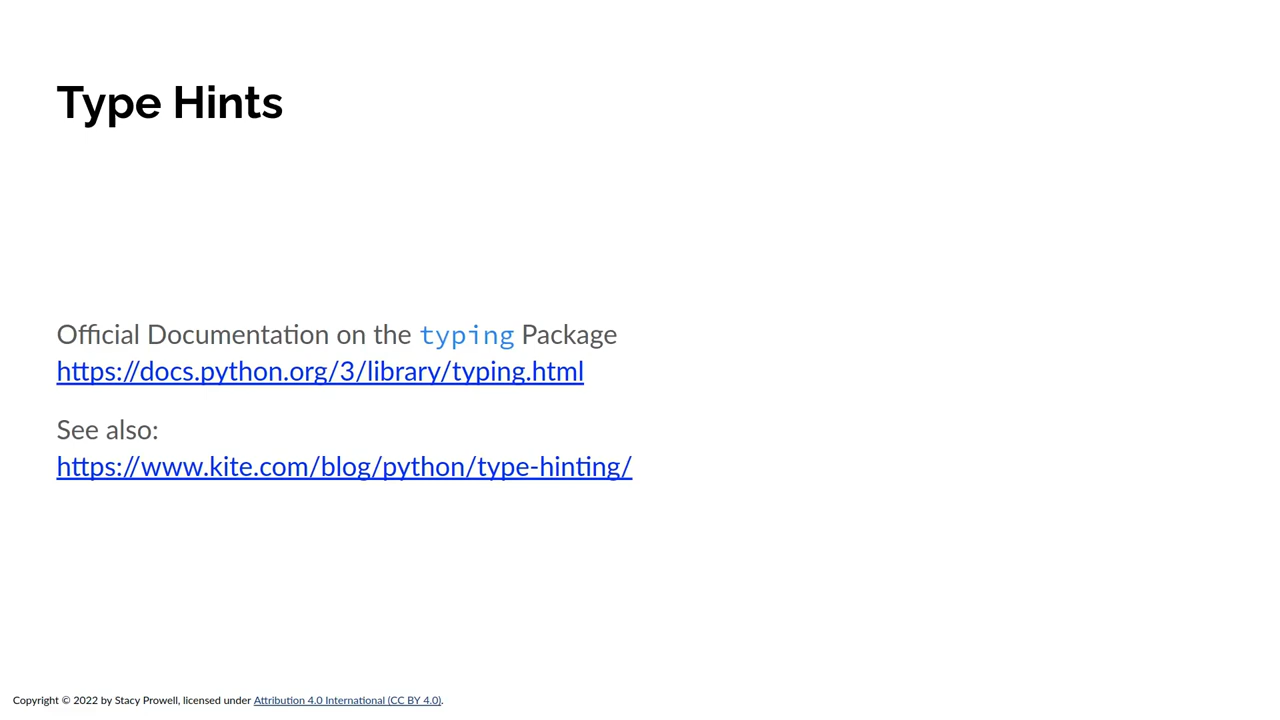 Type Hints
Official Documentation on the typing Package
https://docs.python.org/3/library/typing.html
See also:
https://www.kite.com/blog/python/type-hinting/
Copyright © 2022 by Stacy Prowell, licensed under Attribution 4.0 International (CC BY 4.0).